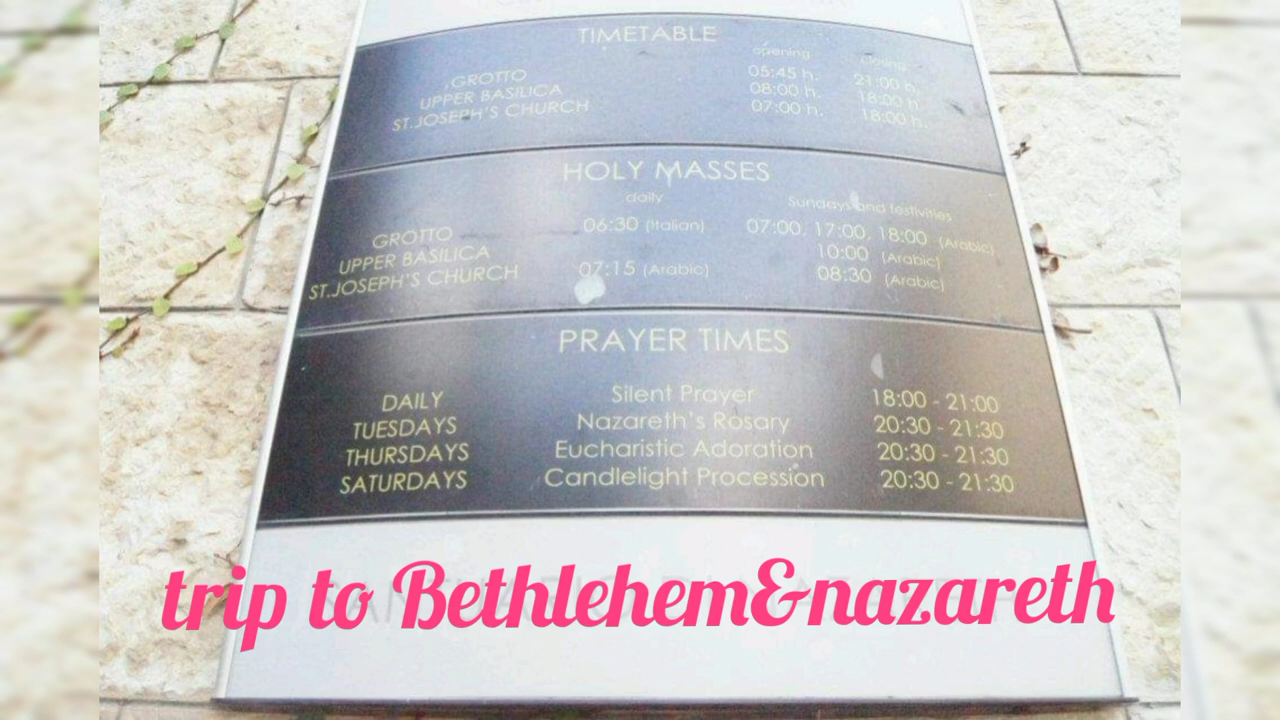 TIMETABLE
opening closing
GROTTO 05:45 h. 21:00 h.
UPPER BASILICA 08:00 h. 18:00 h.
ST.JOSEPH'S CHURCH 07:00 h. 18:00 h.
HOLY MASSES
daily Sundays and festivities
GROTTO 06:30 (Italian) 07:00, 17:00, 18:00 (Arabic)
UPPER BASILICA 10:00 (Arabic)
ST.JOSEPH'S CHURCH 07:15 (Arabic) 08:30 (Arabic)
PRAYER TIMES
DAILY Silent Prayer 18:00 - 21:00
TUESDAYS Nazareth's Rosary 20:30 - 21:30
THURSDAYS Eucharistic Adoration 20:30 - 21:30
SATURDAYS Candlelight Procession 20:30 - 21:30
trip to Bethlehem&nazareth